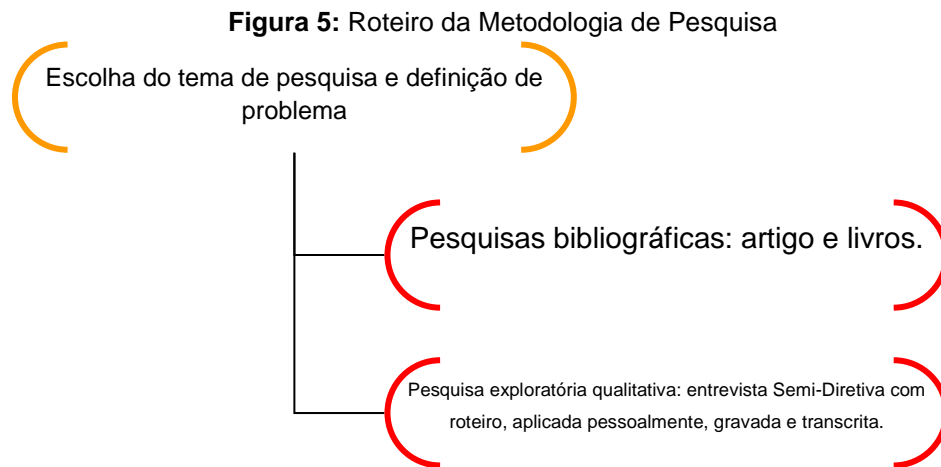 Figura 5: Roteiro da Metodologia de Pesquisa
Escolha do tema de pesquisa e definição de
problema
Pesquisas bibliográficas: artigo e livros.
Pesquisa exploratória qualitativa: entrevista Semi-Diretiva com
roteiro, aplicada pessoalmente, gravada e transcrita.